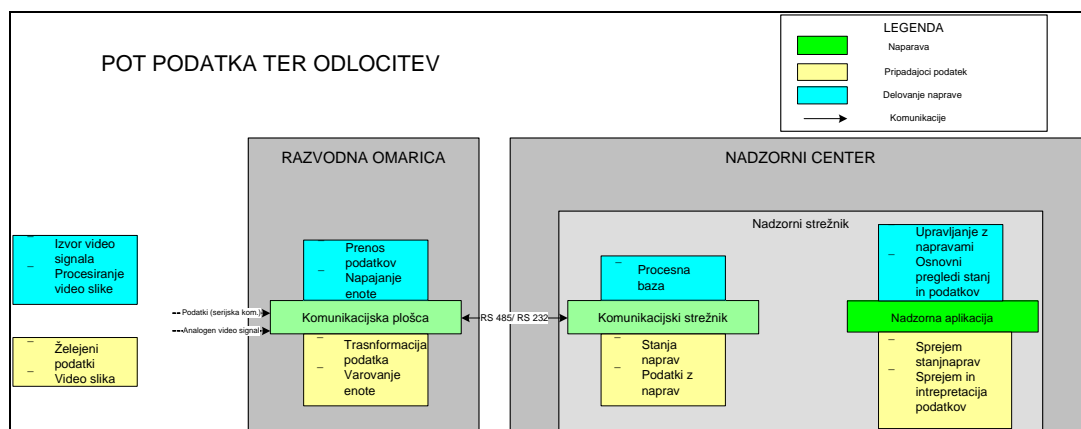 POT PODATKA TER ODLOCITEV
LEGENDA
Naparava
Pripadajoci podatek
Delovanje naprave
Komunikacije
RAZVODNA OMARICA
NADZORNI CENTER
Nadzorni strežnik
Izvor video
signala
Procesiranje
video slike
Želejeni
podatki
Video slika
Podatki (serijska kom.)
Analogen video signal
Prenos
podatkov
Napajanje
enote
Komunikacijska plošca
Trasnformacija
podatka
Varovanje
enote
RS 485/ RS 232
Procesna
baza
Komunikacijski strežnik
Stanja
naprav
Podatki z
naprav
Upravljanje z
napravami
Osnovni
pregledi stanj
in podatkov
Nadzorna aplikacija
Sprejem
stanjnaprav
Sprejem in
intrepretacija
podatkov